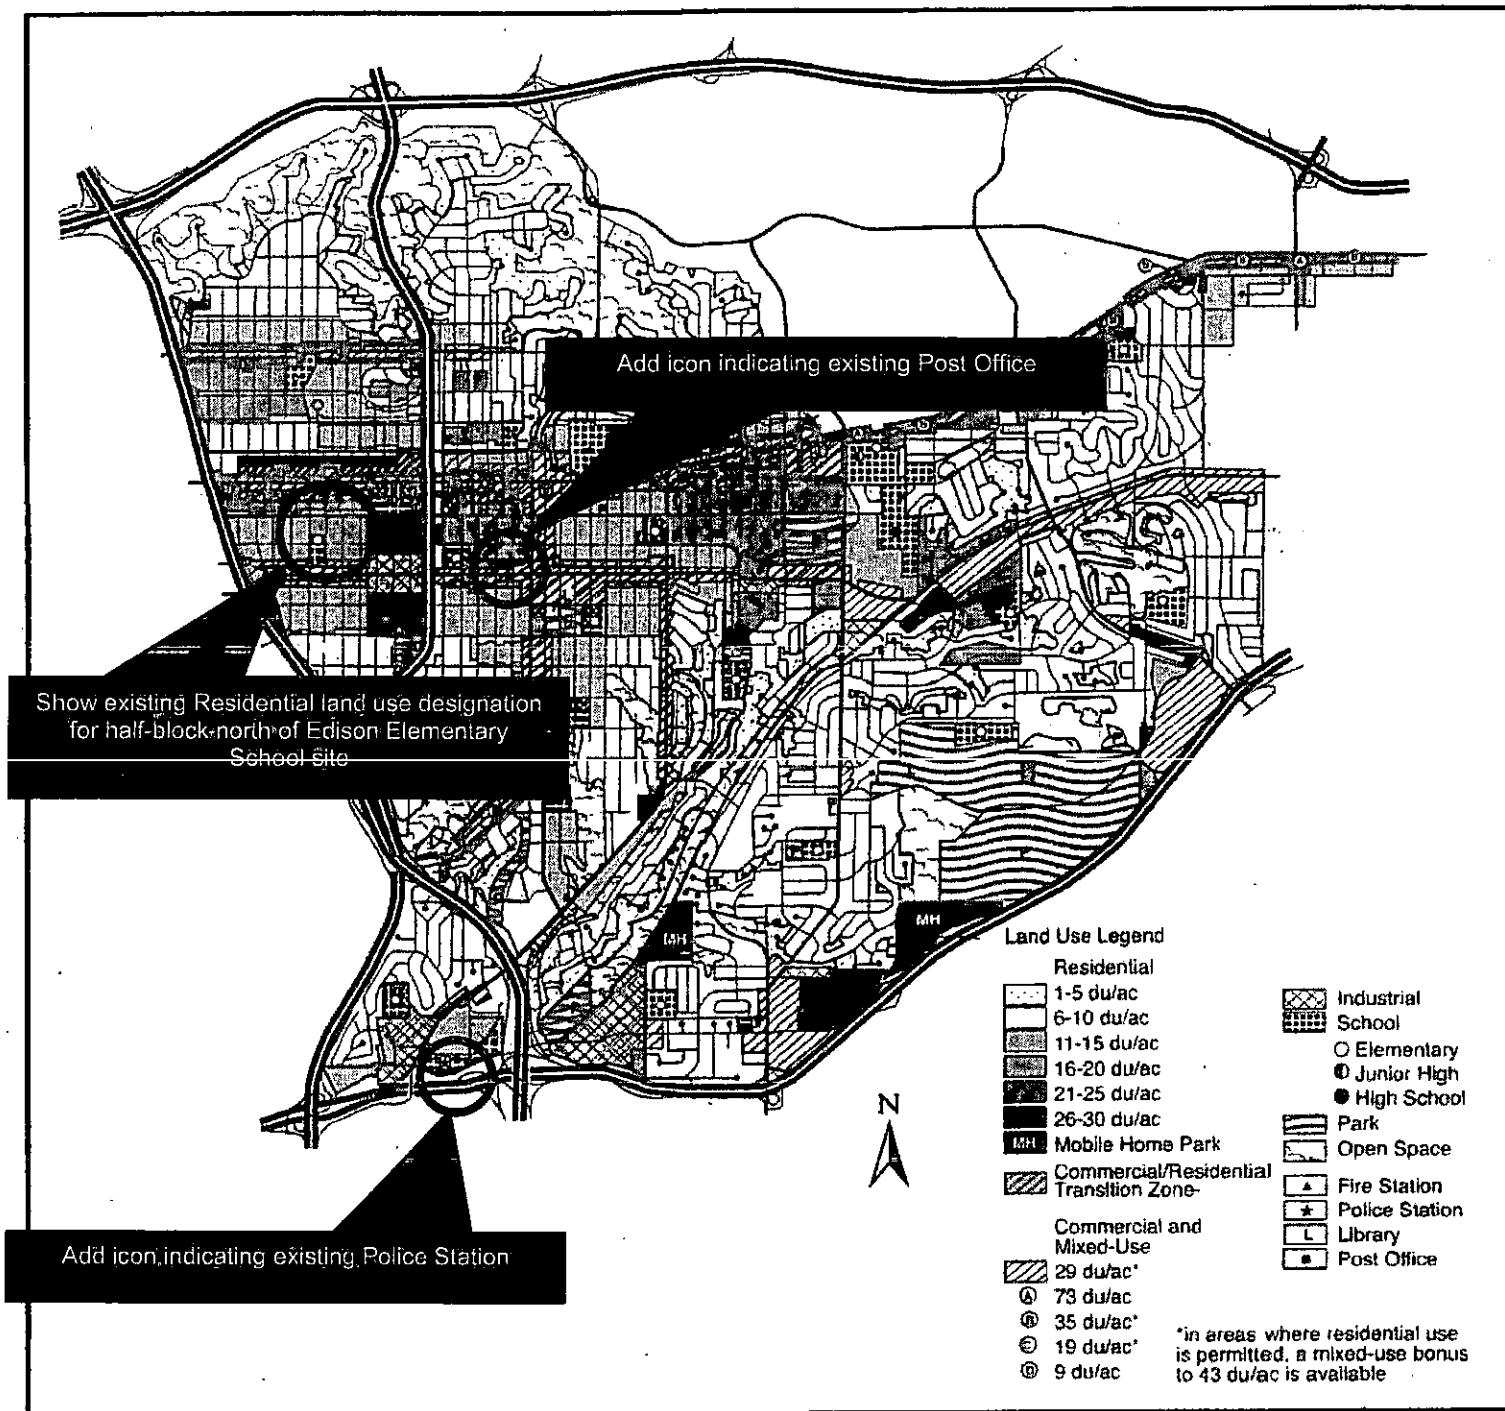 Add icon indicating existing Post Office
Show existing Residential land use designation
for half-block north of Edison Elementary
School site
MH
MH
Add icon indicating existing Police Station
Land Use Legend
Residential
1-5 du/ac
6-10 du/ac
11-15 du/ac
16-20 du/ac
21-25 du/ac
26-30 du/ac
MH Mobile Home Park
Commercial/Residential
Transition Zone
Commercial and
Mixed-Use
29 du/ac*
A 73 du/ac
B 35 du/ac*
C 19 du/ac*
D 9 du/ac
N
Industrial
School
Elementary
Junior High
High School
Park
Open Space
Fire Station
Police Station
L Library
Post Office
*in areas where residential use
is permitted, a mixed-use bonus
to 43 du/ac is available